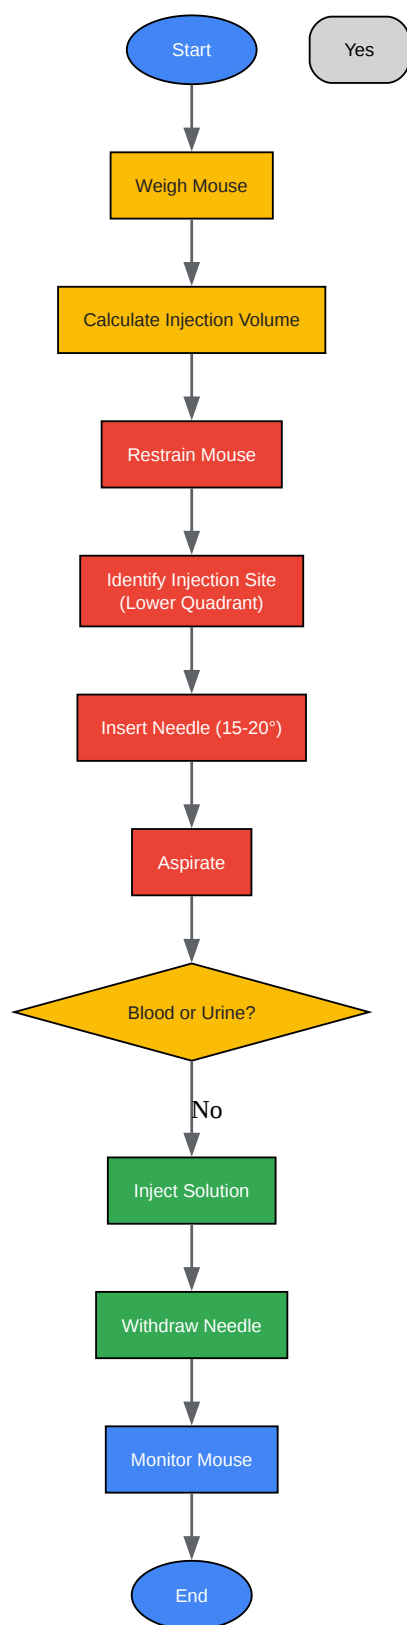 Start
Yes
Weigh Mouse
Calculate Injection Volume
Restrain Mouse
Identify Injection Site
(Lower Quadrant)
Insert Needle (15-20°)
Aspirate
Blood or Urine?
No
Inject Solution
Withdraw Needle
Monitor Mouse
End